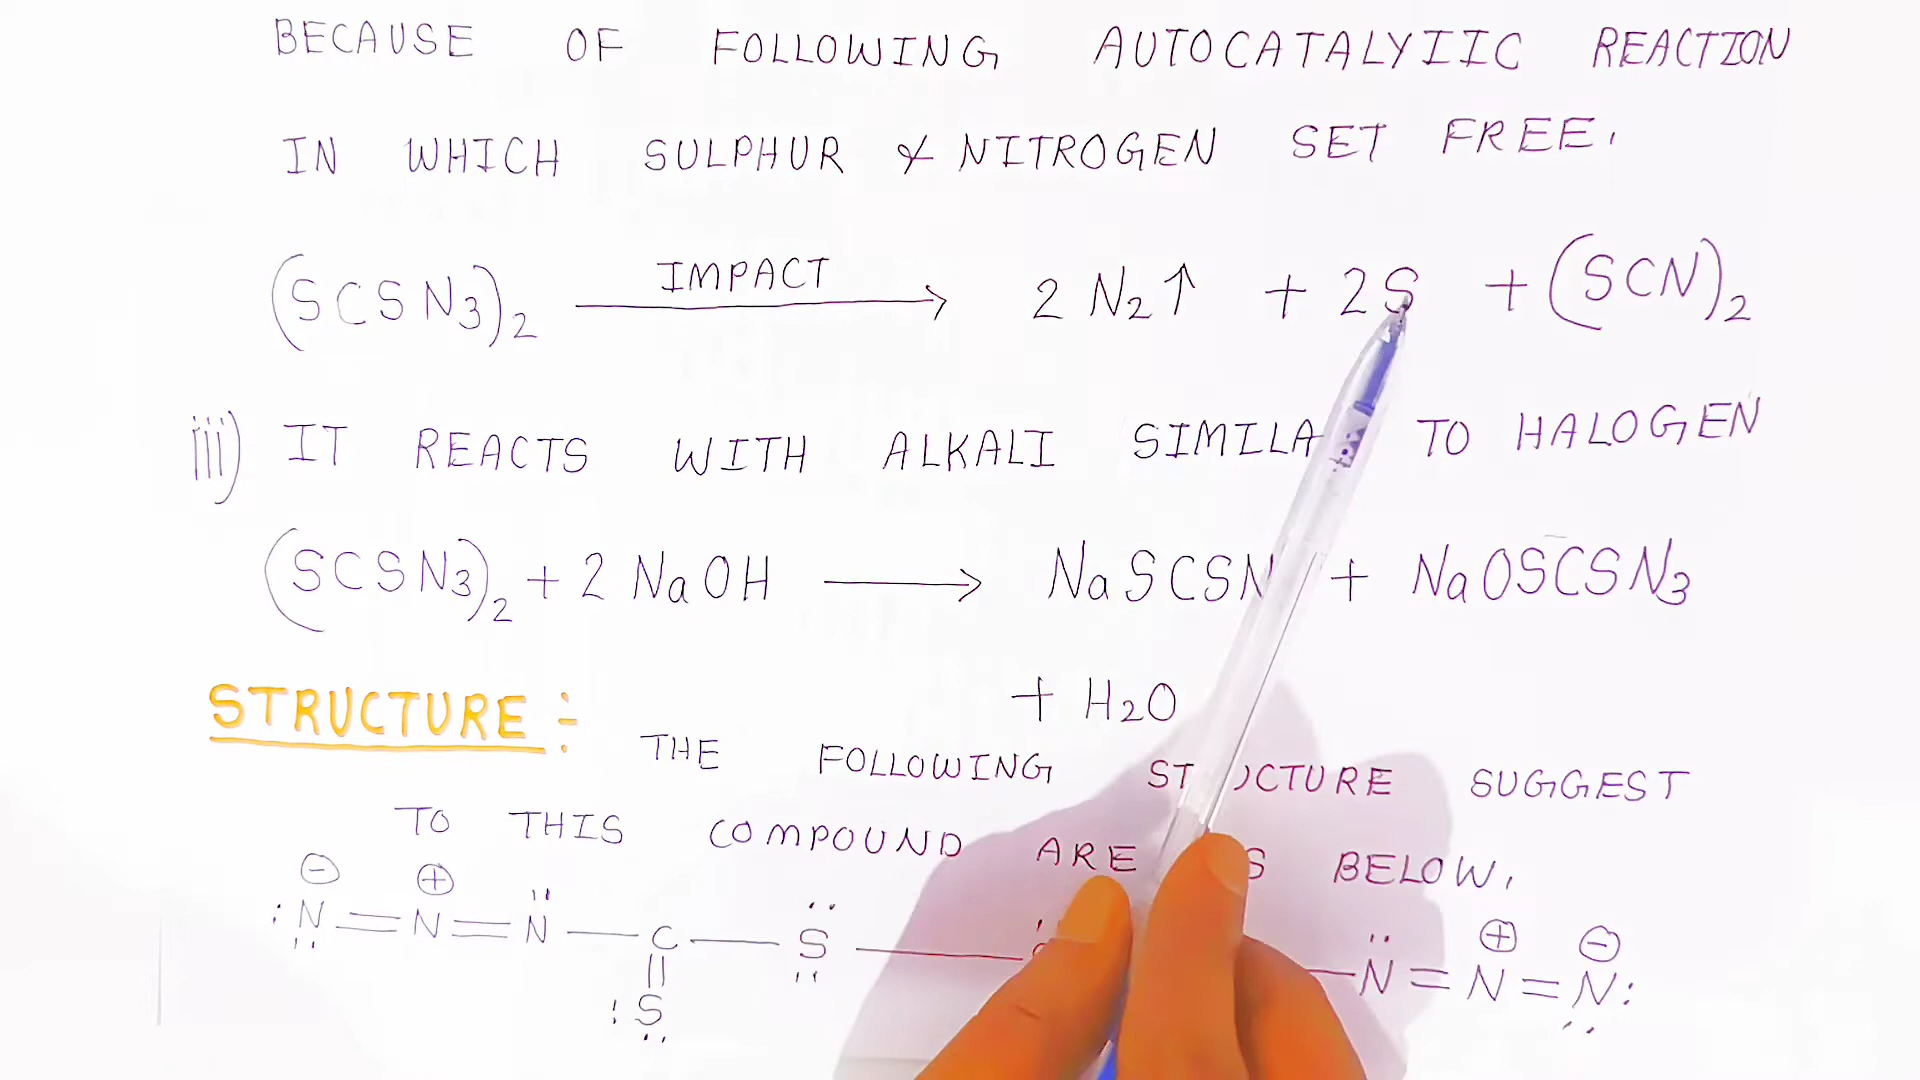 BECAUSE OF FOLLOWING AUTOCATALYIIC REACTION
IN WHICH SULPHUR & NITROGEN SET FREE.
(SCSN3)2 IMPACT → 2 N2↑ + 2S + (SCN)2
iii) IT REACTS WITH ALKALI SIMILA TO HALOGEN
(SCSN3)2 + 2 NaOH → NaSCSN + NaOSCSN3
+ H2O
STRUCTURE :-
THE FOLLOWING SUGGEST
TO THIS COMPOUND ARE BELOW,
⊖ ⊕ ⊕ ⊖
:N = N = N — C — S — — N = N = N:
|| 
:S